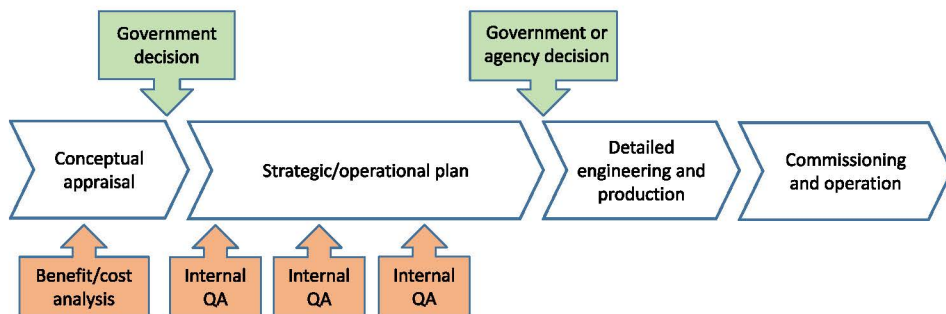 Government
decision
Government or
agency decision
Conceptual
appraisal
Strategic/operational plan
Detailed
engineering and
production
Commissioning
and operation
Benefit/cost
analysis
Internal
QA
Internal
QA
Internal
QA